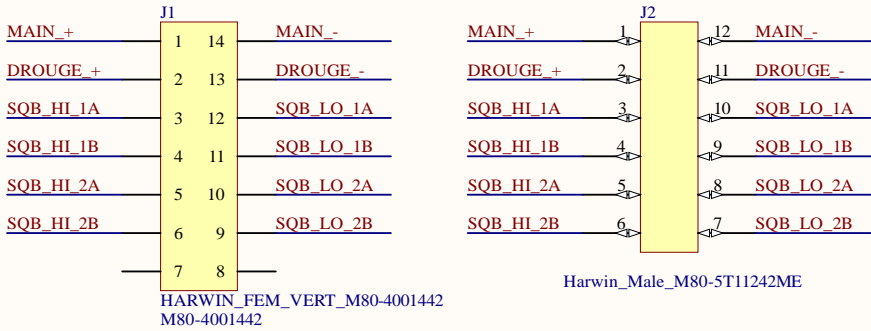 J1
MAIN_+ 1 14 MAIN_-
DROUGE_+ 2 13 DROUGE_-
SQB_HI_1A 3 12 SQB_LO_1A
SQB_HI_1B 4 11 SQB_LO_1B
SQB_HI_2A 5 10 SQB_LO_2A
SQB_HI_2B 6 9 SQB_LO_2B
7 8
HARWIN_FEM_VERT_M80-4001442
M80-4001442
J2
MAIN_+ 1 12 MAIN_-
DROUGE_+ 2 11 DROUGE_-
SQB_HI_1A 3 10 SQB_LO_1A
SQB_HI_1B 4 9 SQB_LO_1B
SQB_HI_2A 5 8 SQB_LO_2A
SQB_HI_2B 6 7 SQB_LO_2B
Harwin_Male_M80-5T11242ME